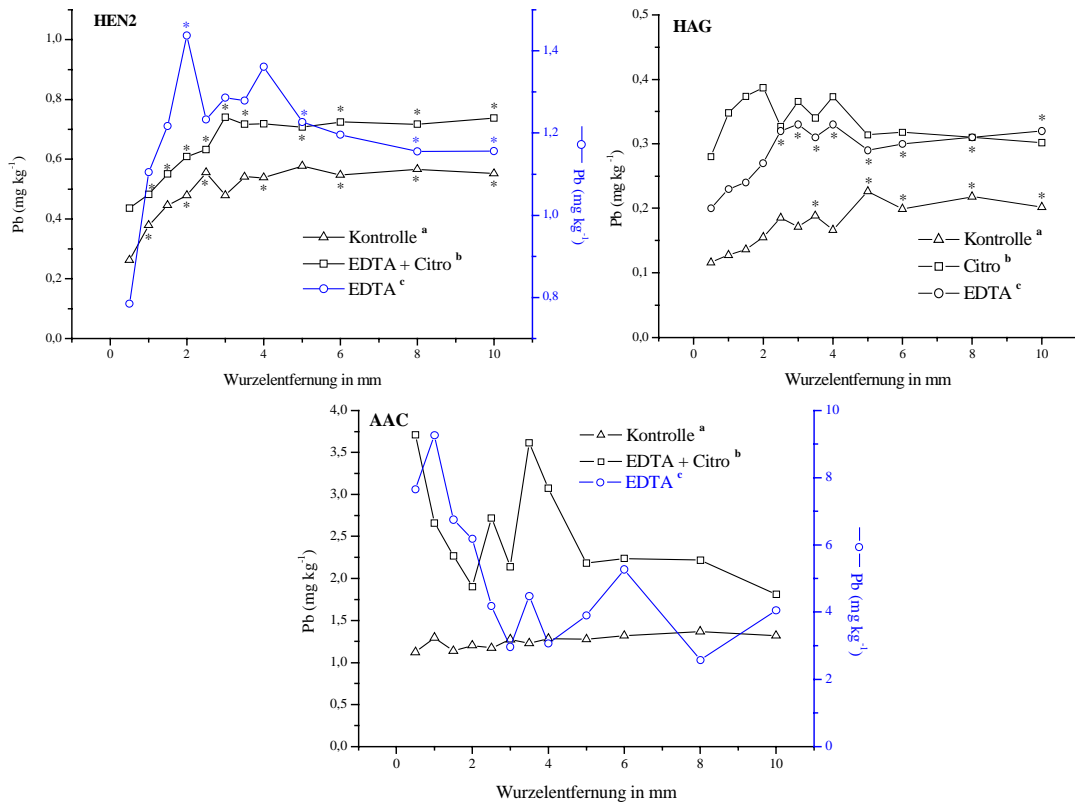 HEN2
Pb (mg kg-1)
1,0
0,8
0,6
0,4
0,2
0,0
* * * * * * * * * * * * * * * * * * * * * * *
Kontrolle a
EDTA + Citro b
EDTA c
0 2 4 6 8 10
Wurzelentfernung in mm
1,4
1,2
1,0
0,8
Pb (mg kg-1)
HAG
Pb (mg kg-1)
0,5
0,4
0,3
0,2
0,1
0,0
* * * * * * * * * * * * *
Kontrolle a
Citro b
EDTA c
0 2 4 6 8 10
Wurzelentfernung in mm
AAC
Pb (mg kg-1)
4,0
3,5
3,0
2,5
2,0
1,5
1,0
0,5
0,0
Kontrolle a
EDTA + Citro b
EDTA c
0 2 4 6 8 10
Wurzelentfernung in mm
10
8
6
4
2
0
Pb (mg kg-1)